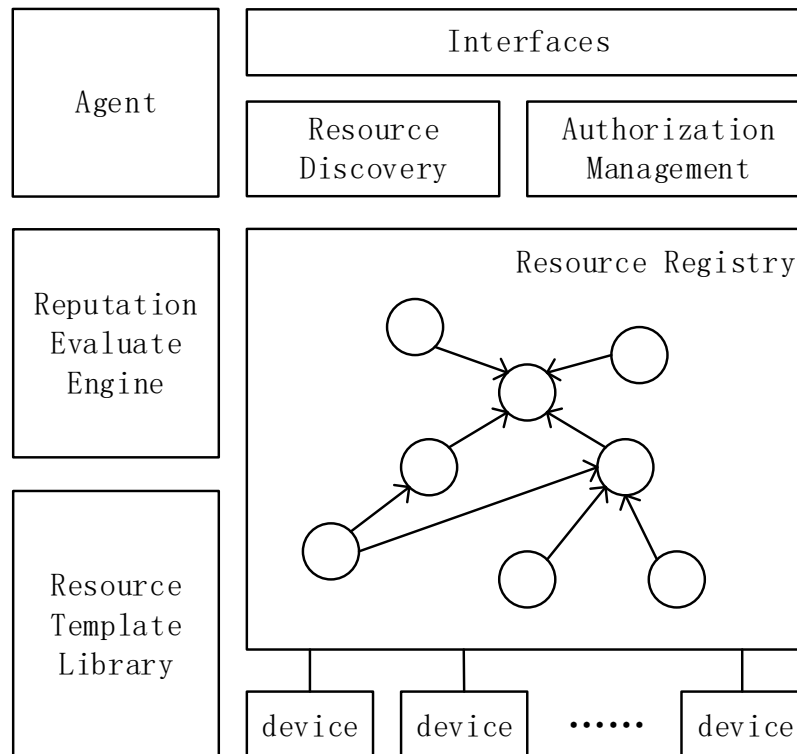 Agent
Interfaces
Resource
Discovery
Authorization
Management
Reputation
Evaluate
Engine
Resource Registry
Resource
Template
Library
device
device
······
device